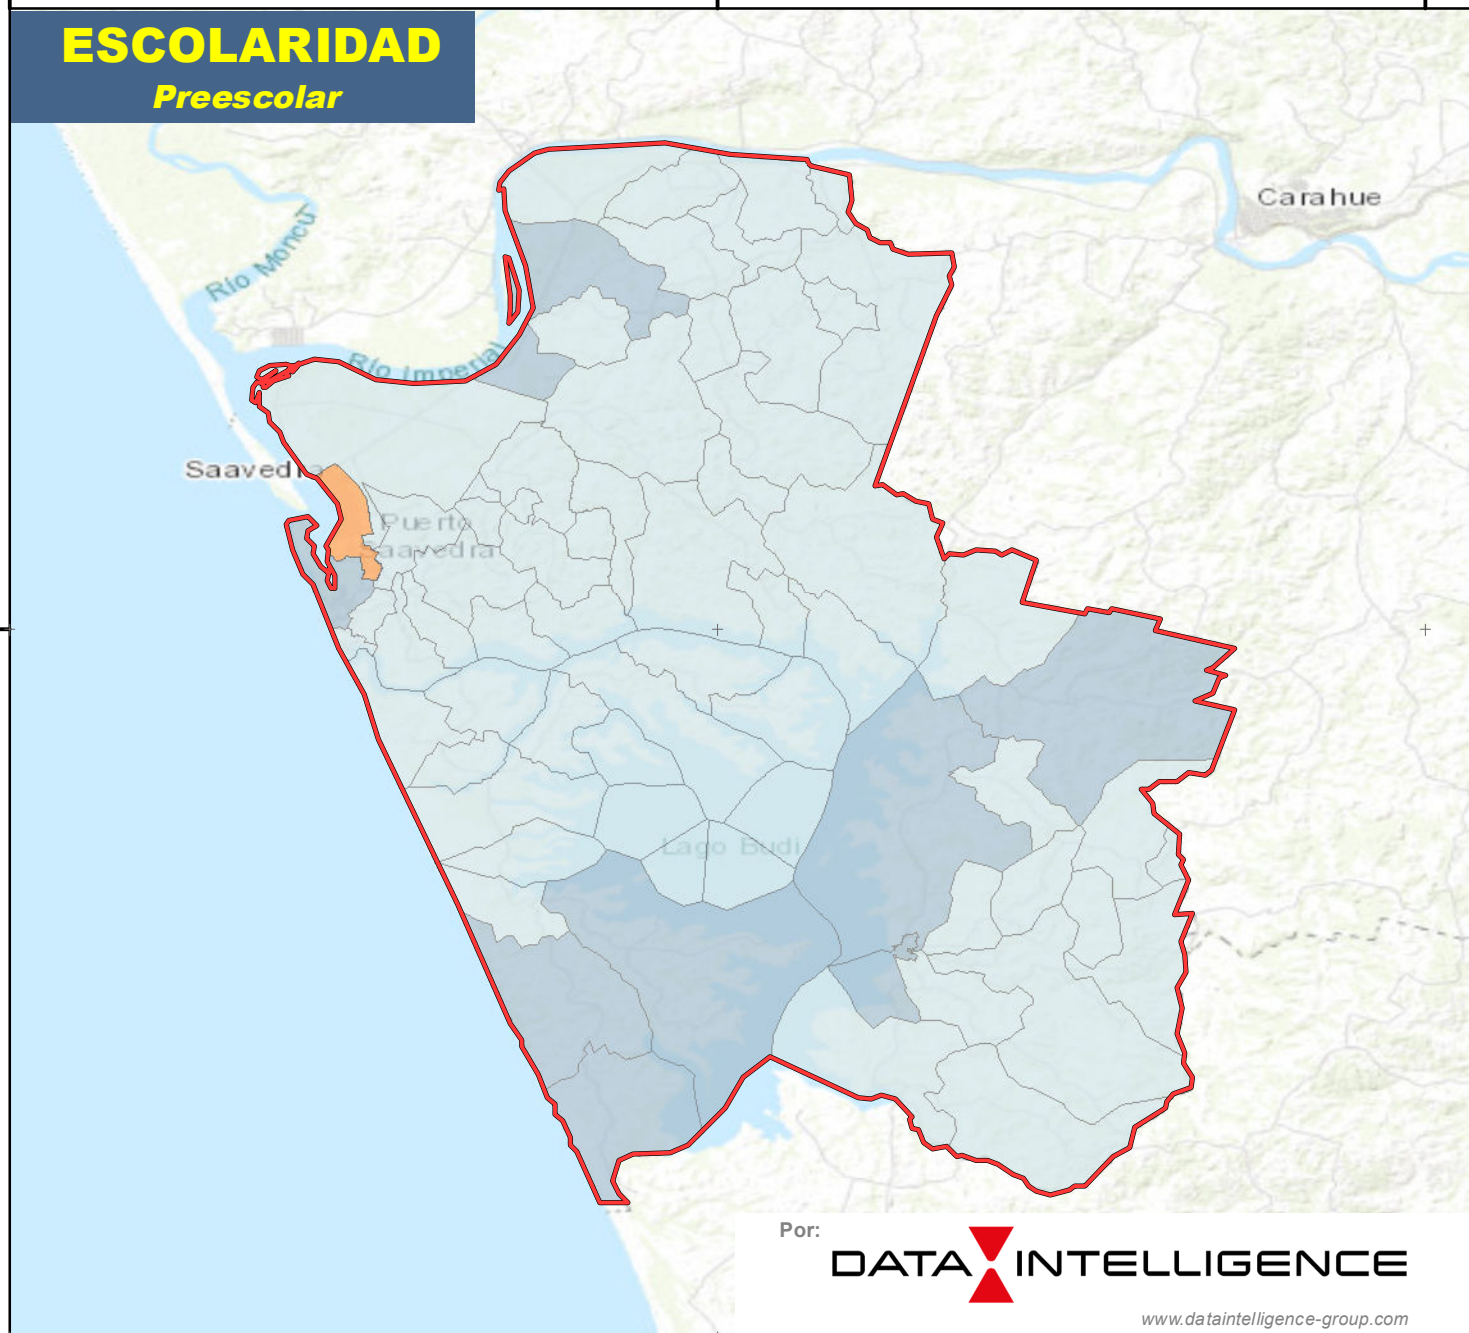 ESCOLARIDAD
Preescolar
Carahue
Río Moncul
Río Imperial
Saavedra
Puerto
Saavedra
Lago Budi
Por:
DATA INTELLIGENCE
www.dataintelligence-group.com